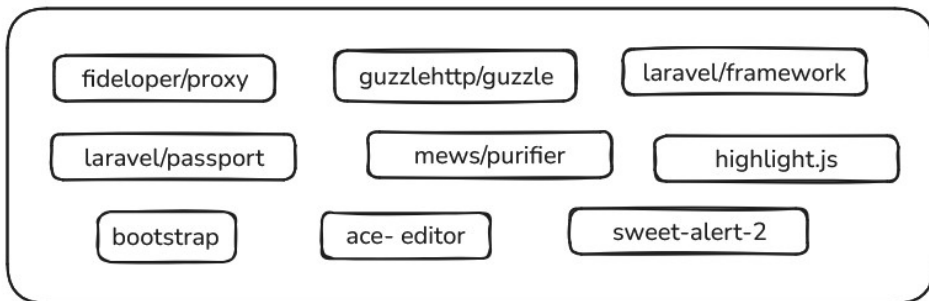 fideloper/proxy
guzzlehttp/guzzle
laravel/framework
laravel/passport
mews/purifier
highlight.js
bootstrap
ace- editor
sweet-alert-2